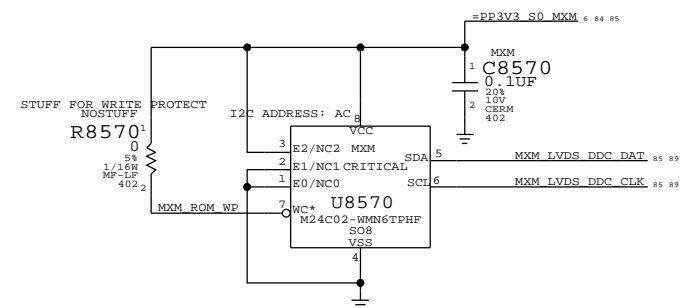 =PP3V3_S0_MXM 6 84 85
MXM
1 C8570
0.1UF
20%
10V
2 CERM
402
STUFF FOR WRITE PROTECT
NOSTUFF
R8570 1
0
5%
1/16W
MF-LF
402 2
I2C ADDRESS: AC
8
VCC
3 E2/NC2 MXM
SDA 5 MXM_LVDS_DDC_DAT 85 89
2 E1/NC1 CRITICAL
1 E0/NC0
SCL 6 MXM_LVDS_DDC_CLK 85 89
U8570
MXM_ROM_WP 7 WC*
M24C02-WMN6TPHF
SO8
VSS
4